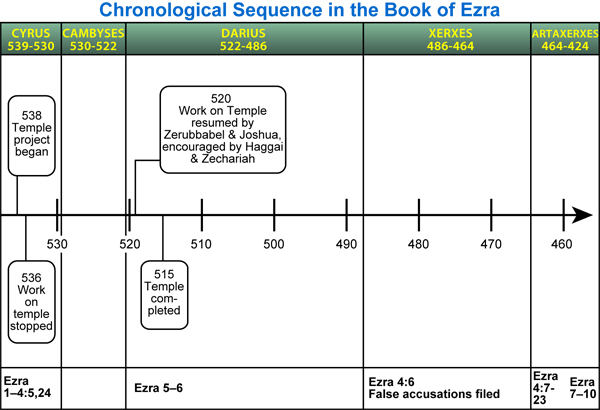 Chronological Sequence in the Book of Ezra
CYRUS
539-530
CAMBYSES
530-522
DARIUS
522-486
XERXES
486-464
ARTAXERXES
464-424
538
Temple
project
began
520
Work on Temple
resumed by
Zerubbabel & Joshua,
encouraged by Haggai
& Zechariah
530
520
510
500
490
480
470
460
536
Work
on
temple
stopped
515
Temple
com-
pleted
Ezra
1–4:5,24
Ezra 5–6
Ezra 4:6
False accusations filed
Ezra
4:7-
23
Ezra
7–10